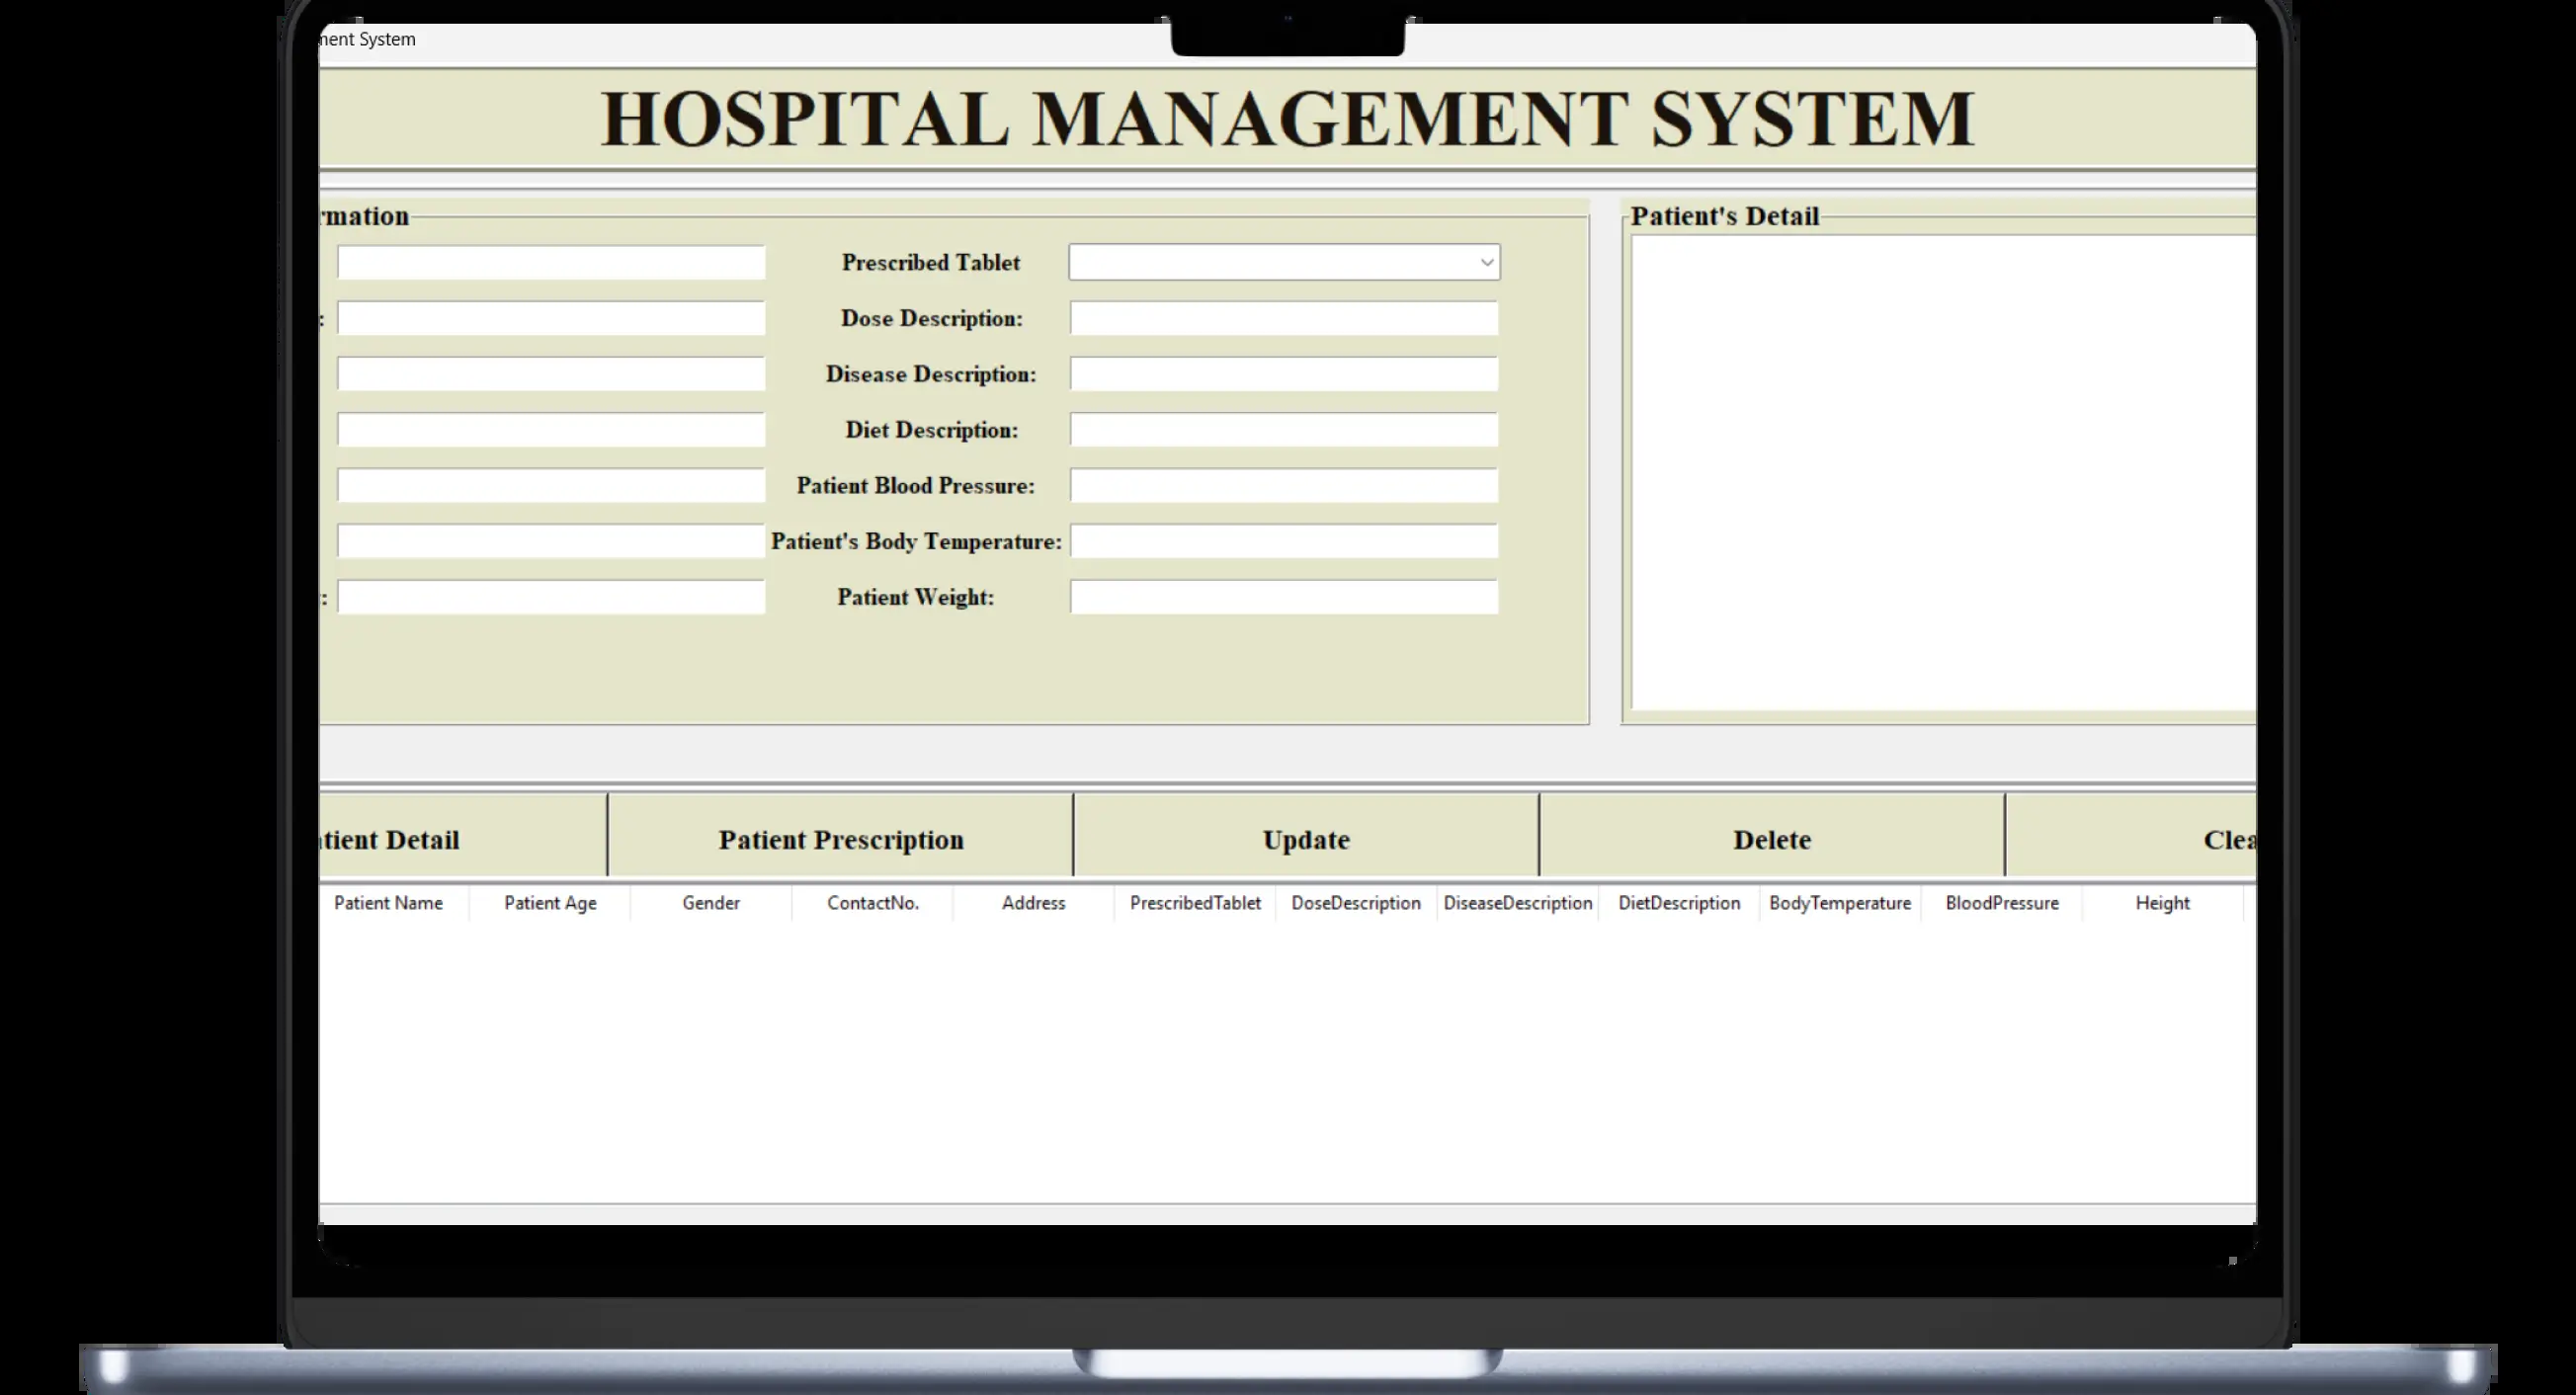 ment System
HOSPITAL MANAGEMENT SYSTEM
rmation
Patient's Detail
Prescribed Tablet
: Dose Description:
Disease Description:
Diet Description:
Patient Blood Pressure:
Patient's Body Temperature:
: Patient Weight:
tient Detail
Patient Prescription
Update
Delete
Clea
Patient Name Patient Age Gender ContactNo. Address PrescribedTablet DoseDescription DiseaseDescription DietDescription BodyTemperature BloodPressure Height